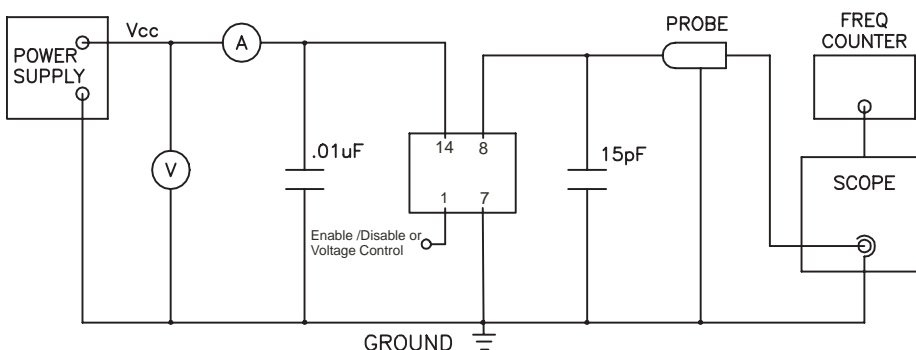 POWER
SUPPLY
Vcc
A
V
.01uF
14
8
1
7
Enable /Disable or
Voltage Control
15pF
PROBE
FREQ
COUNTER
SCOPE
GROUND